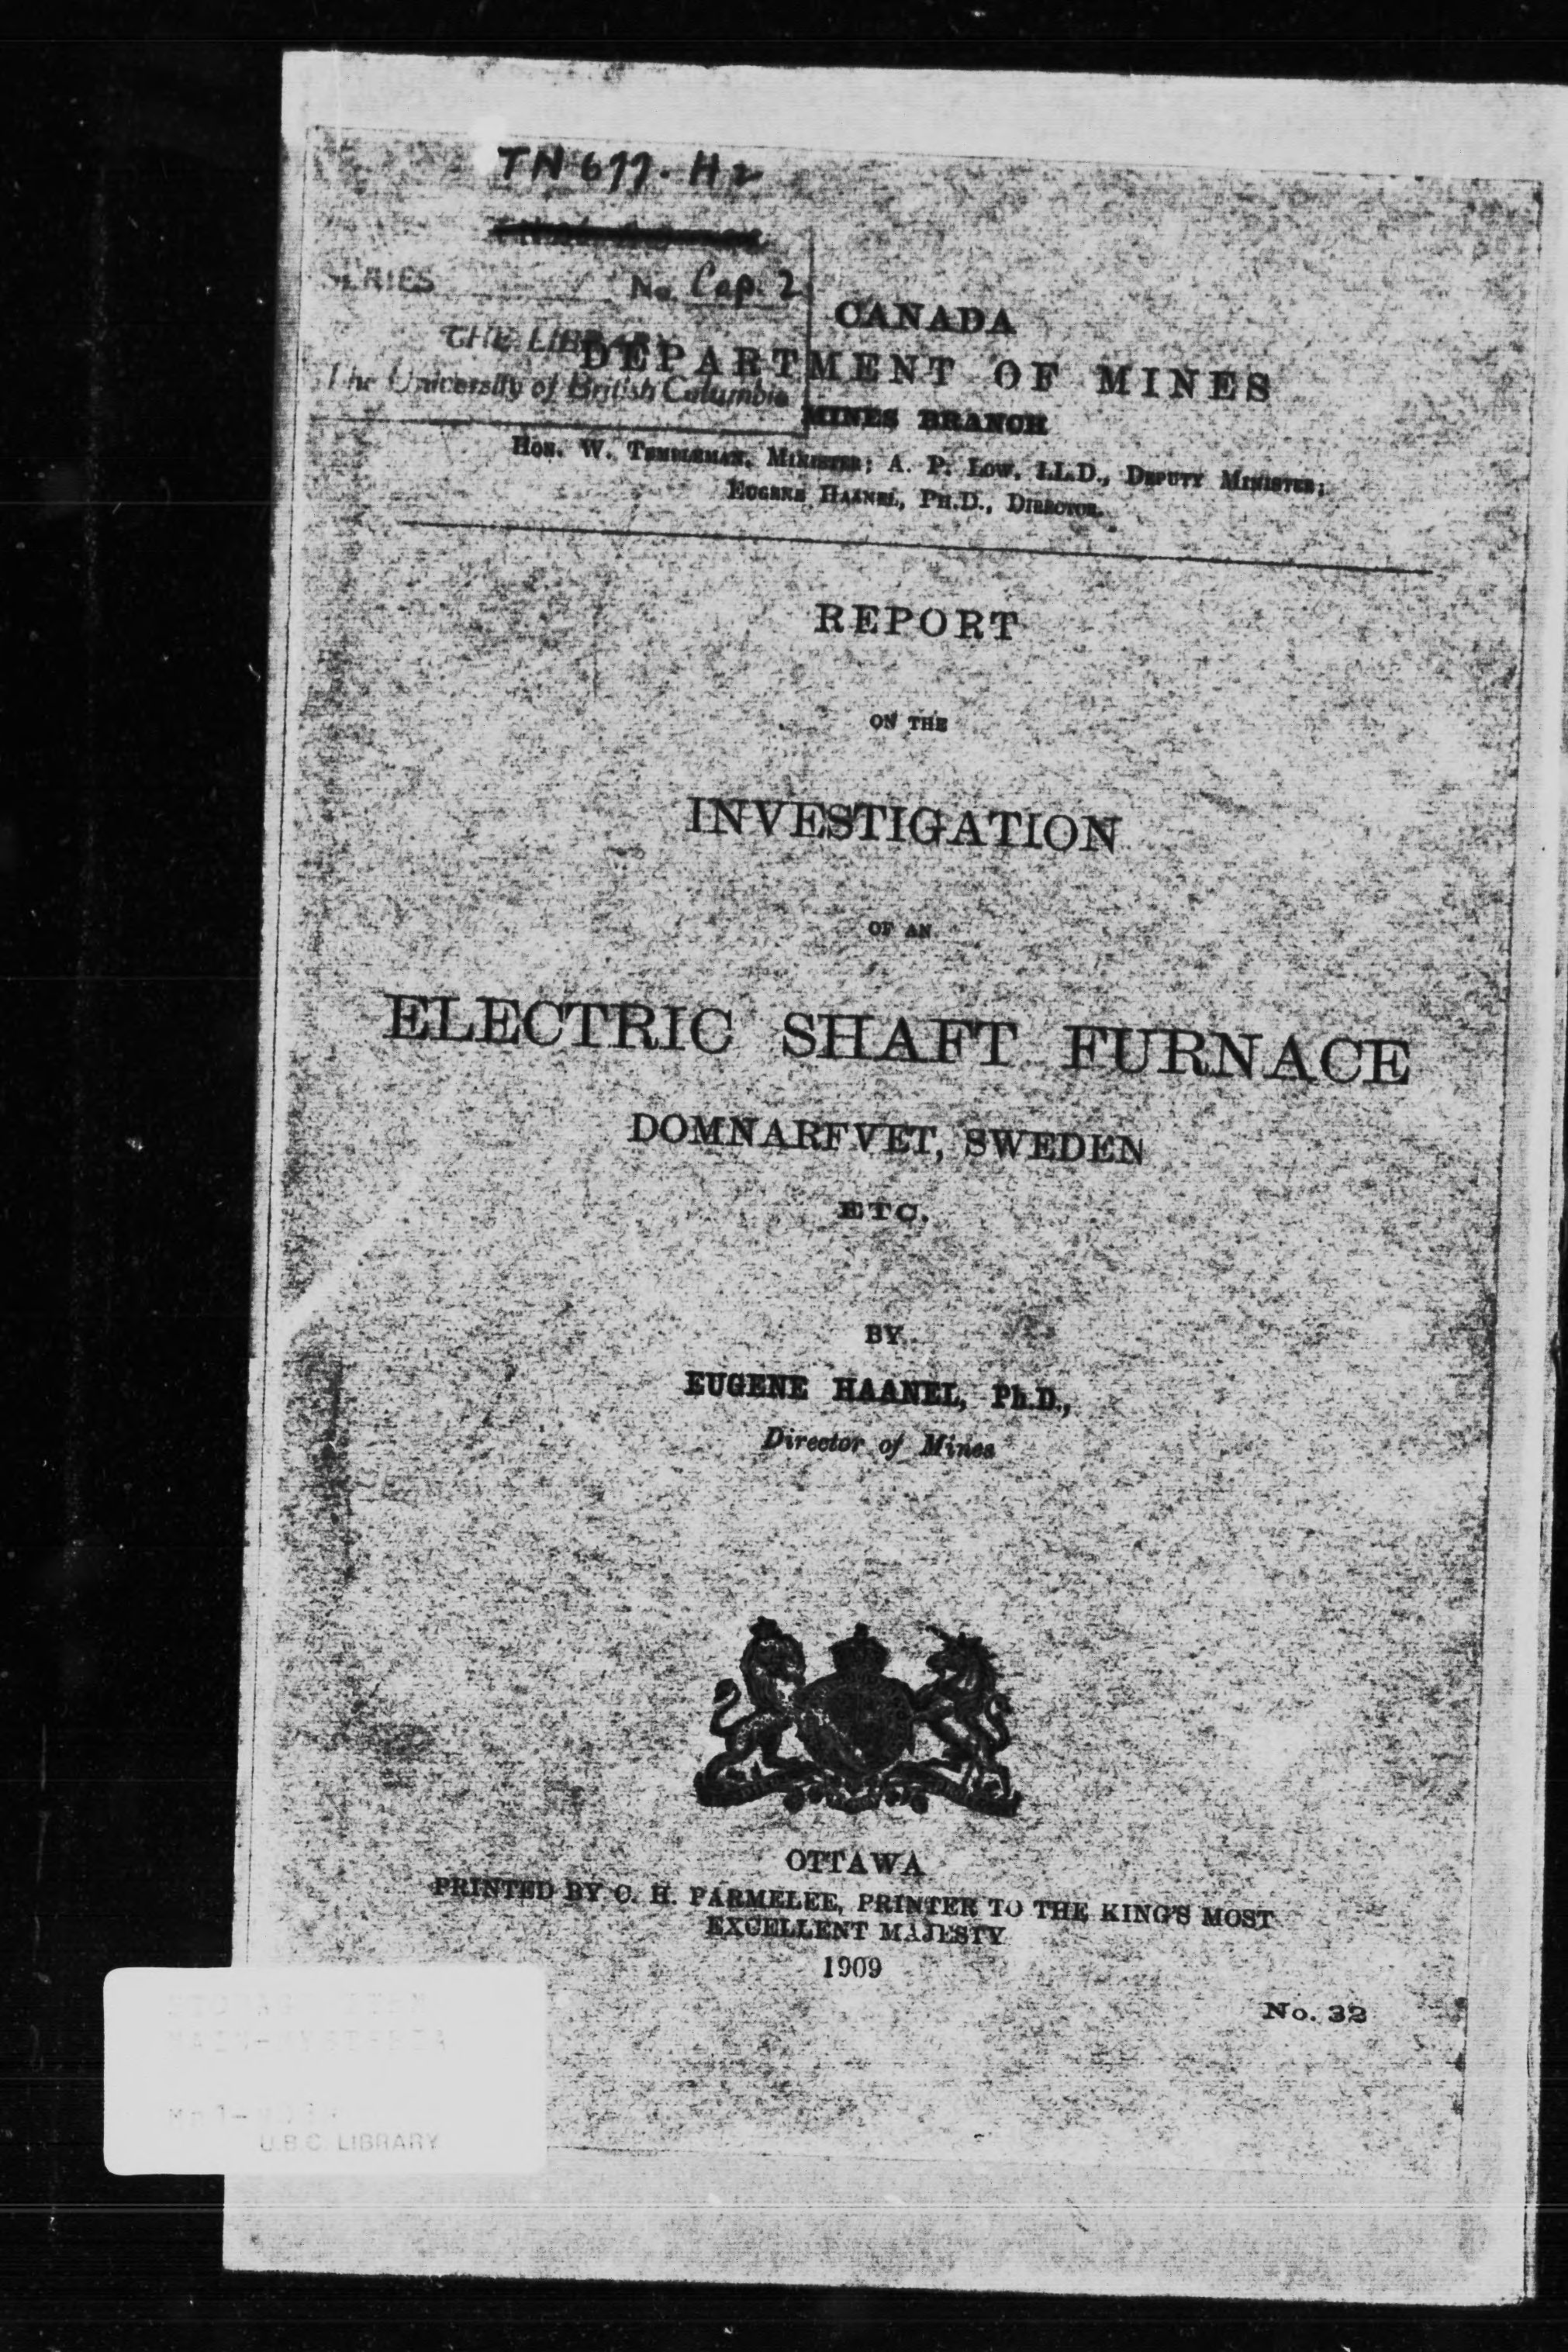 TN 677. H2
SERIES No. Cop. 2
CANADA
THE LIBRARY
DEPARTMENT OF MINES
The University of British Columbia
MINES BRANCH
HON. W. TEMPLEMAN, MINISTER; A. P. LOW, LL.D., DEPUTY MINISTER;
EUGENE HAANEL, PH.D., DIRECTOR.
REPORT
ON THE
INVESTIGATION
OF AN
ELECTRIC SHAFT FURNACE
DOMNARFVET, SWEDEN
ETC.
BY
EUGENE HAANEL, Ph.D.,
Director of Mines
OTTAWA
PRINTED BY C. H. PARMELEE, PRINTER TO THE KING'S MOST
EXCELLENT MAJESTY
1909
No. 32
U.B.C. LIBRARY